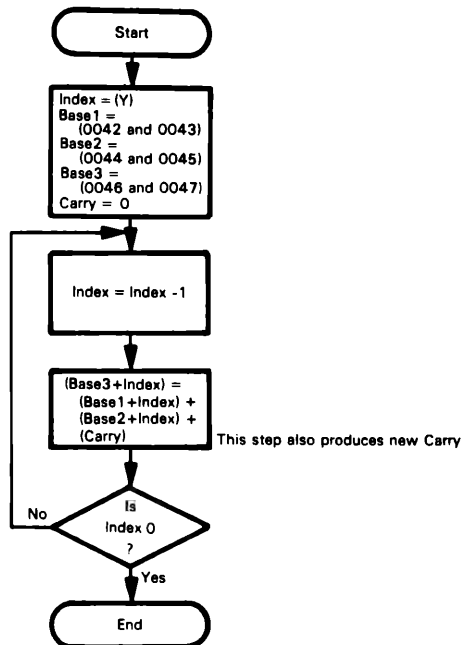 Start
Index = (Y)
Base1 =
(0042 and 0043)
Base2 =
(0044 and 0045)
Base3 =
(0046 and 0047)
Carry = 0
Index = Index -1
(Base3+Index) =
(Base1+Index) +
(Base2+Index) +
(Carry)
This step also produces new Carry
Is
Index 0
?
No
Yes
End